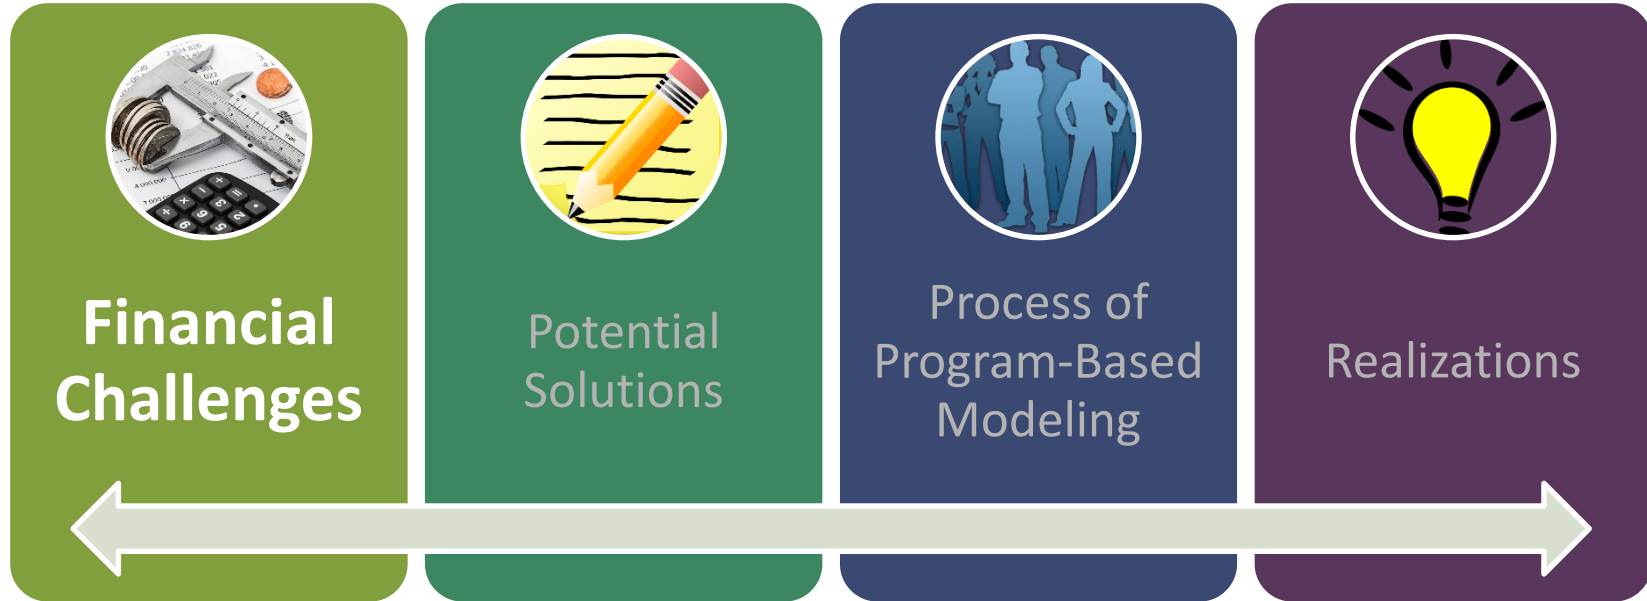 Financial
Challenges
Potential
Solutions
Process of
Program-Based
Modeling
Realizations